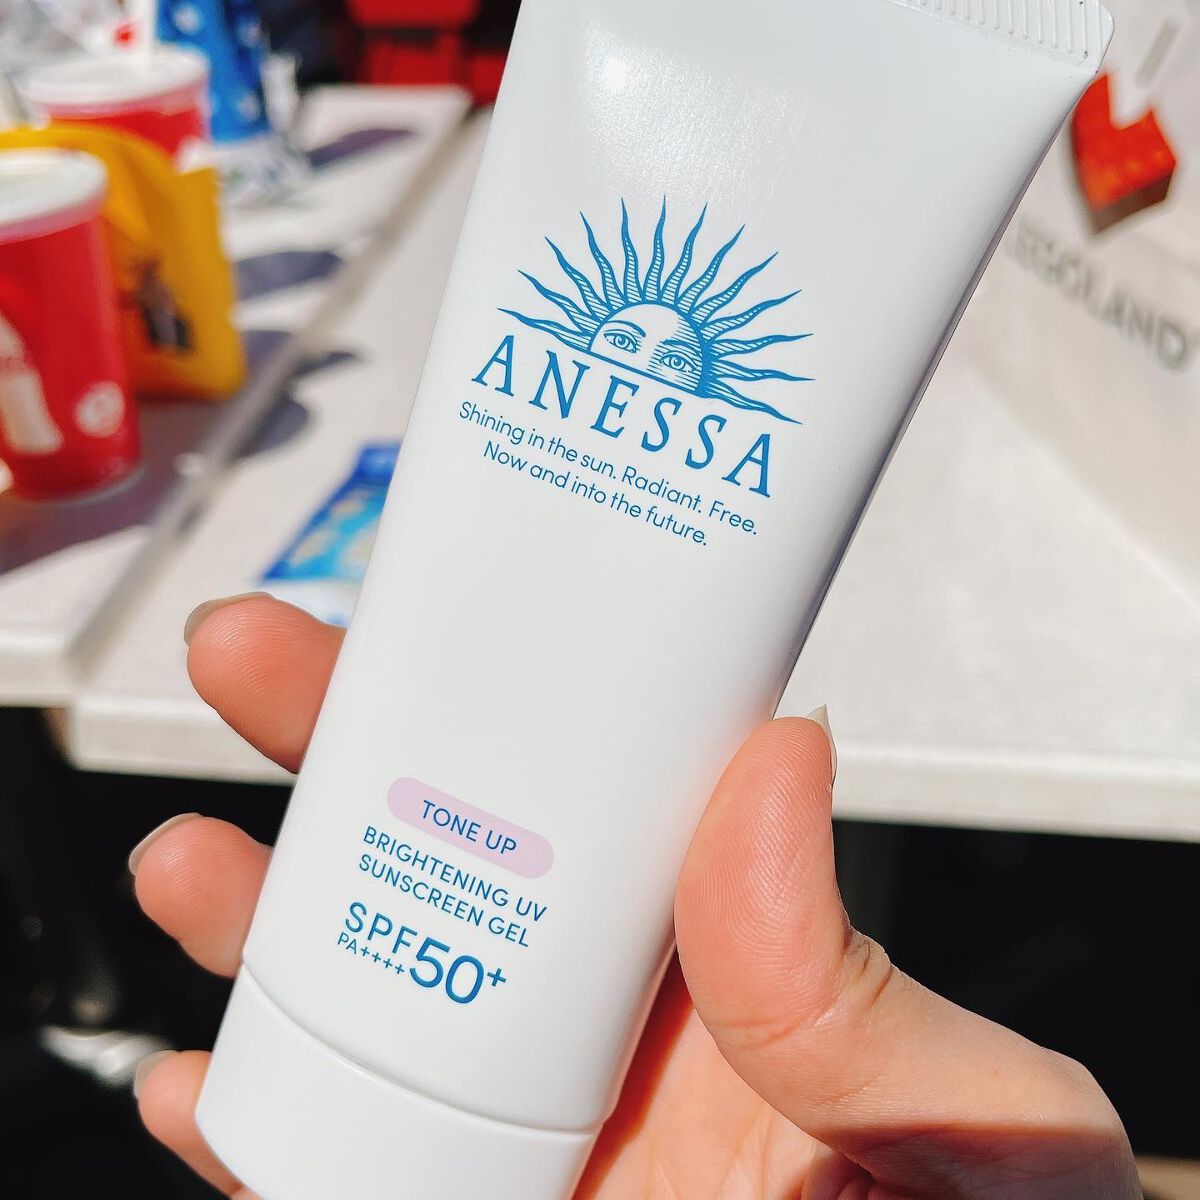 ANESSA
Shining in the sun. Radiant. Free.
Now and into the future.
TONE UP
BRIGHTENING UV
SUNSCREEN GEL
SPF50+
PA++++
LEGOLAND